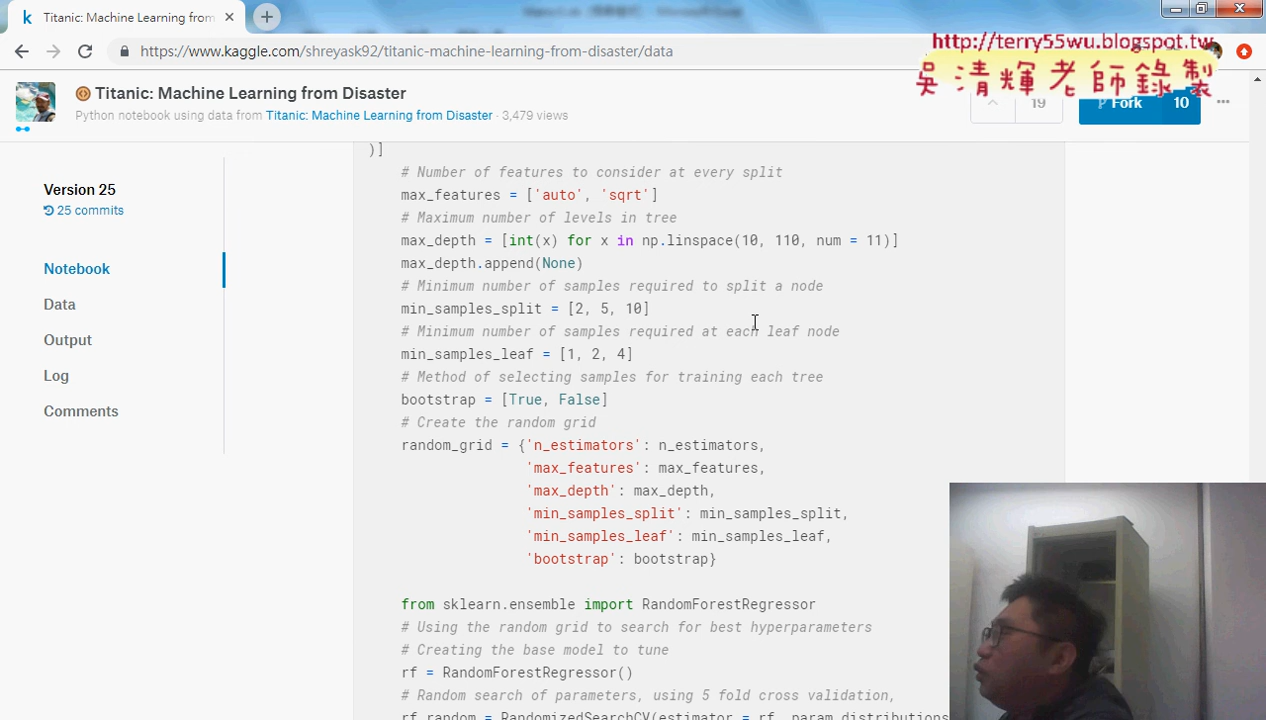 Titanic: Machine Learning from
https://www.kaggle.com/shreyask92/titanic-machine-learning-from-disaster/data
http://terry55wu.blogspot.tw
吳清輝老師錄製
Titanic: Machine Learning from Disaster
Python notebook using data from Titanic: Machine Learning from Disaster · 3,479 views
19
Fork
10
Version 25
25 commits
Notebook
Data
Output
Log
Comments
)]
# Number of features to consider at every split
max_features = ['auto', 'sqrt']
# Maximum number of levels in tree
max_depth = [int(x) for x in np.linspace(10, 110, num = 11)]
max_depth.append(None)
# Minimum number of samples required to split a node
min_samples_split = [2, 5, 10]
# Minimum number of samples required at each leaf node
min_samples_leaf = [1, 2, 4]
# Method of selecting samples for training each tree
bootstrap = [True, False]
# Create the random grid
random_grid = {'n_estimators': n_estimators,
'max_features': max_features,
'max_depth': max_depth,
'min_samples_split': min_samples_split,
'min_samples_leaf': min_samples_leaf,
'bootstrap': bootstrap}
from sklearn.ensemble import RandomForestRegressor
# Using the random grid to search for best hyperparameters
# Creating the base model to tune
rf = RandomForestRegressor()
# Random search of parameters, using 5 fold cross validation,
rf_random = RandomizedSearchCV(estimator = rf, param_distributions